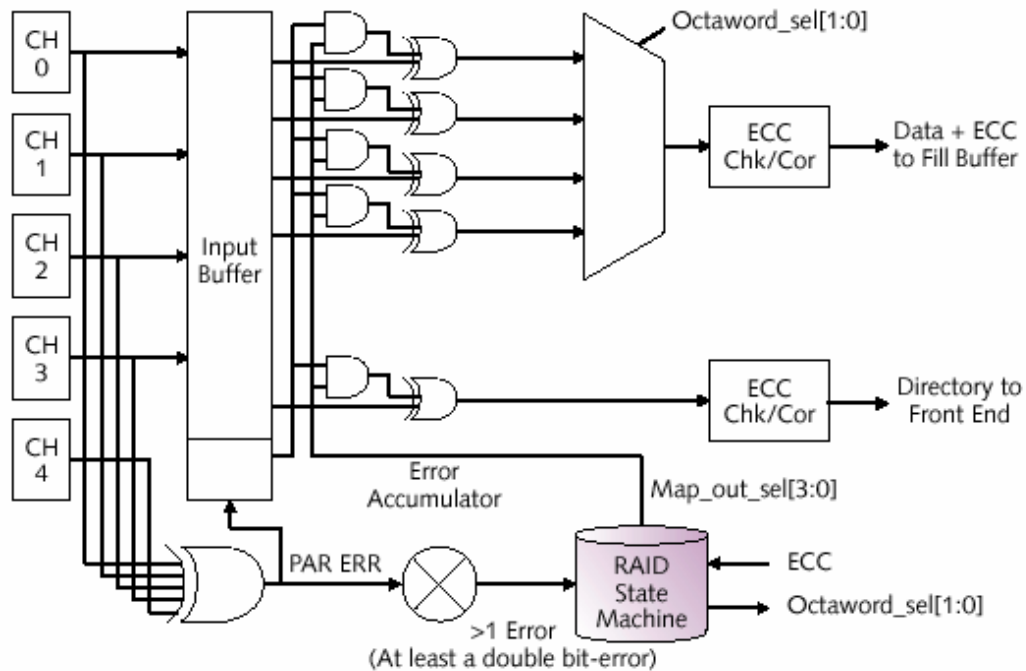 CH
0
CH
1
CH
2
CH
3
CH
4
Input
Buffer
Octaword_sel[1:0]
ECC
Chk/Cor
Data + ECC
to Fill Buffer
ECC
Chk/Cor
Directory to
Front End
Error
Accumulator
Map_out_sel[3:0]
PAR ERR
>1 Error
(At least a double bit-error)
RAID
State
Machine
ECC
Octaword_sel[1:0]